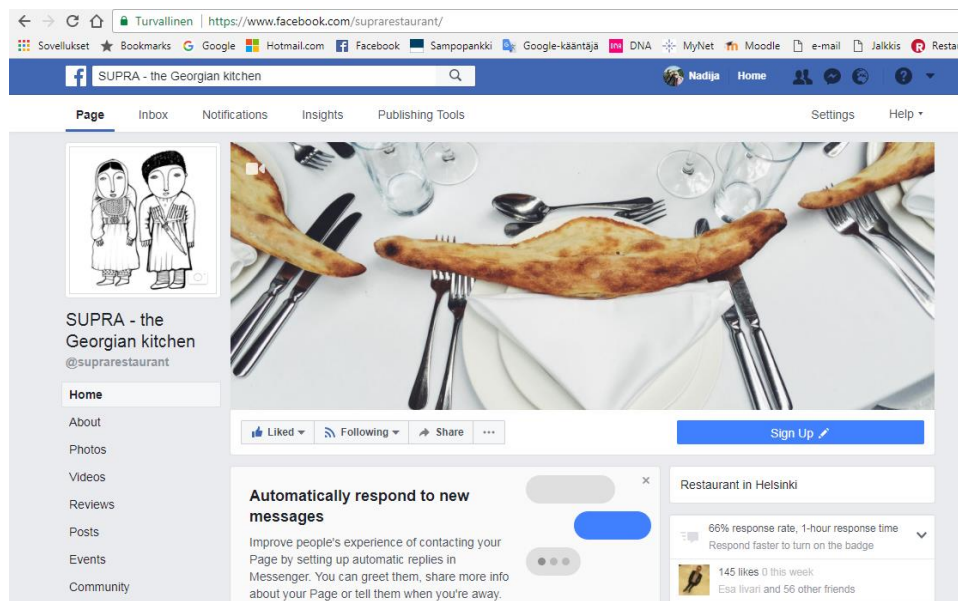 Turvallinen | https://www.facebook.com/suprarestaurant/
Sovellukset Bookmarks Google Hotmail.com Facebook Sampopankki Google-kääntäjä DNA MyNet Moodle e-mail Jalkkis Resta
SUPRA - the Georgian kitchen Nadija Home
Page Inbox Notifications Insights Publishing Tools Settings Help
SUPRA - the
Georgian kitchen
@suprarestaurant
Home
About
Photos
Videos
Reviews
Posts
Events
Community
Liked Following Share ... Sign Up
Automatically respond to new
messages
Improve people's experience of contacting your
Page by setting up automatic replies in
Messenger. You can greet them, share more info
about your Page or tell them when you're away.
Restaurant in Helsinki
66% response rate, 1-hour response time
Respond faster to turn on the badge
145 likes 0 this week
Esa Iivari and 56 other friends